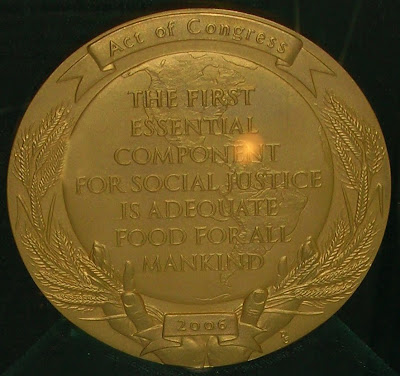 Act of Congress
THE FIRST
ESSENTIAL
COMPONENT
FOR SOCIAL JUSTICE
IS ADEQUATE
FOOD FOR ALL
MANKIND
2006